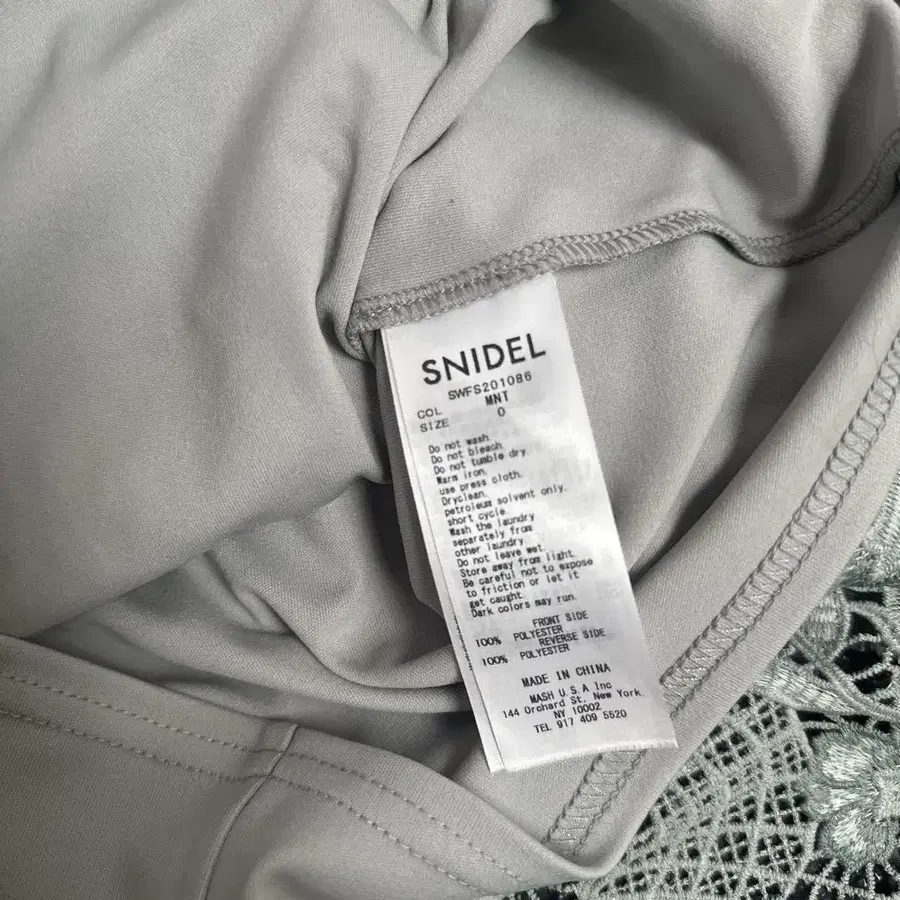 SNIDEL
SWFS201086
COL MNT
SIZE 0
Do not wash.
Do not bleach.
Do not tumble dry.
Warm iron.
use press cloth.
Dryclean.
petroleum solvent only.
short cycle.
Wash the laundry
separately from
other laundry.
Do not leave wet.
Store away from light.
Be careful not to expose
to friction or let it
get caught.
Dark colors may run.
FRONT SIDE
100% POLYESTER
REVERSE SIDE
100% POLYESTER
MADE IN CHINA
MASH U.S.A Inc
144 Orchard St. New York.
NY 10002
TEL 917 409 5520